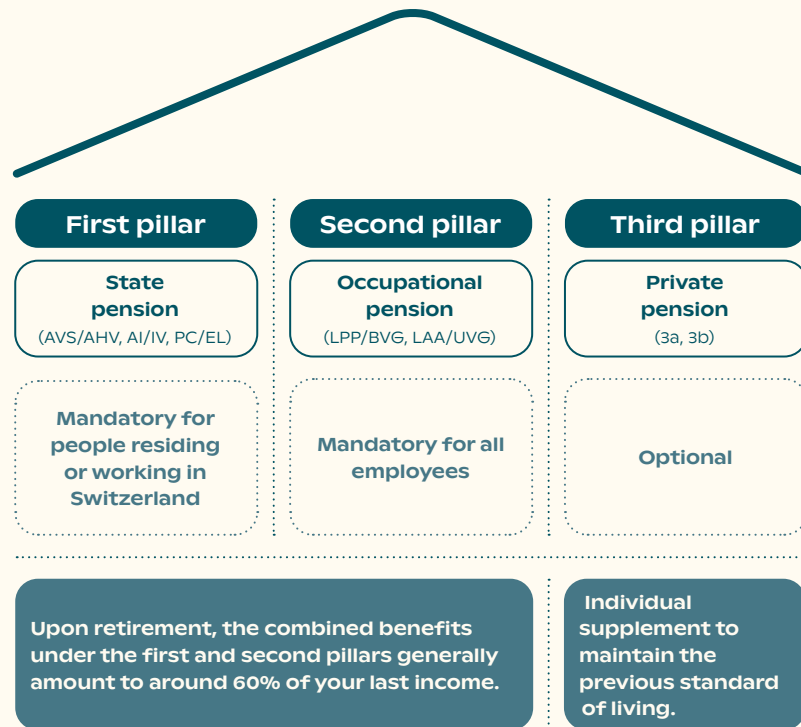 First pillar
Second pillar
Third pillar
State
pension
(AVS/AHV, AI/IV, PC/EL)
Occupational
pension
(LPP/BVG, LAA/UVG)
Private
pension
(3a, 3b)
Mandatory for
people residing
or working in
Switzerland
Mandatory for all
employees
Optional
Upon retirement, the combined benefits
under the first and second pillars generally
amount to around 60% of your last income.
Individual
supplement to
maintain the
previous standard
of living.